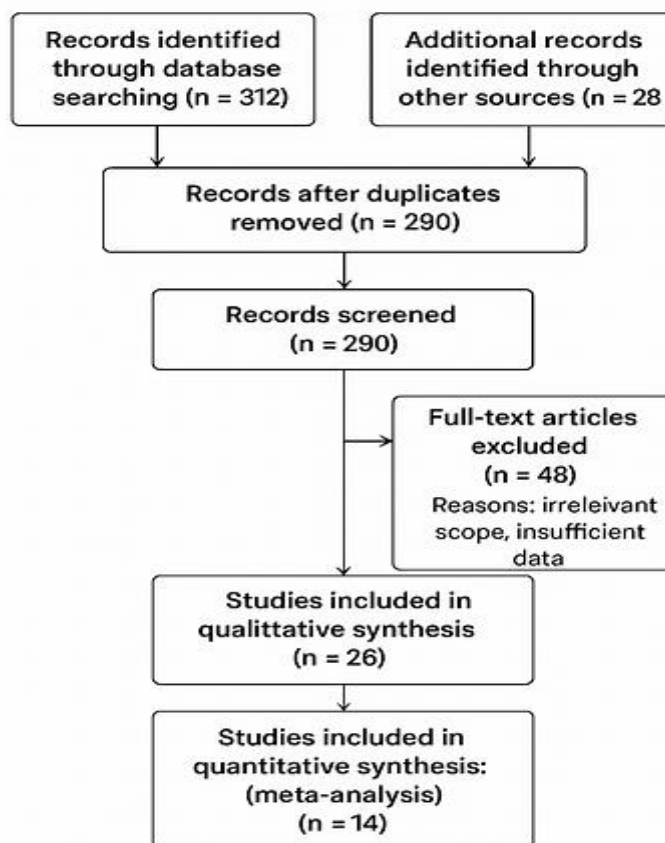 Records identified
through database
searching (n = 312)
Additional records
identified through
other sources (n = 28
Records after duplicates
removed (n = 290)
Records screened
(n = 290)
Full-text articles
excluded
(n = 48)
Reasons: irreleivant
scope, insufficient
data
Studies included in
qualittative synthesis
(n = 26)
Studies included in
quantitative synthesis:
(meta-analysis)
(n = 14)